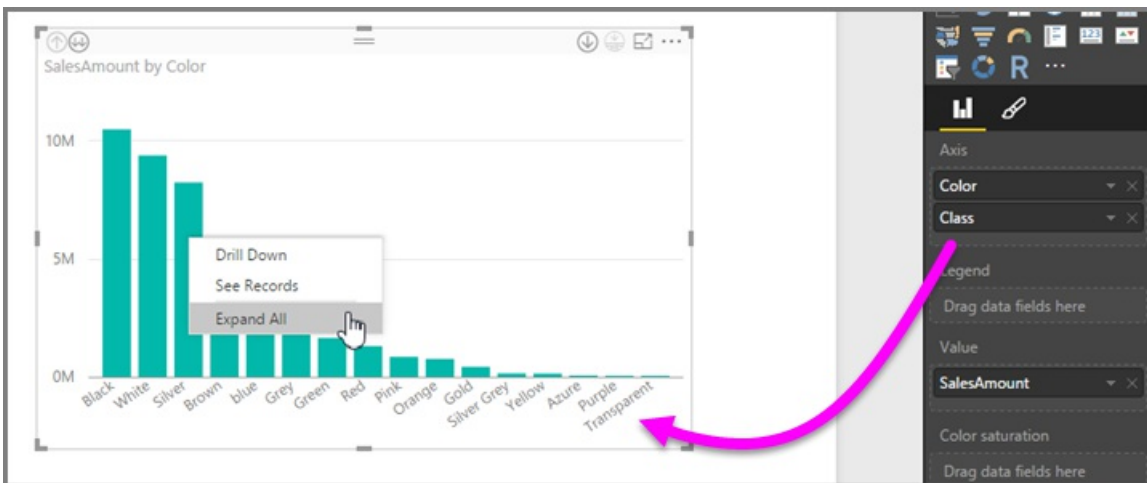 SalesAmount by Color
10M
5M
0M
Drill Down
See Records
Expand All
Black
White
Silver
Brown
blue
Grey
Green
Red
Pink
Orange
Gold
Silver Grey
Yellow
Azure
Purple
Transparent
123
R
Axis
Color
Class
Legend
Drag data fields here
Value
SalesAmount
Color saturation
Drag data fields here